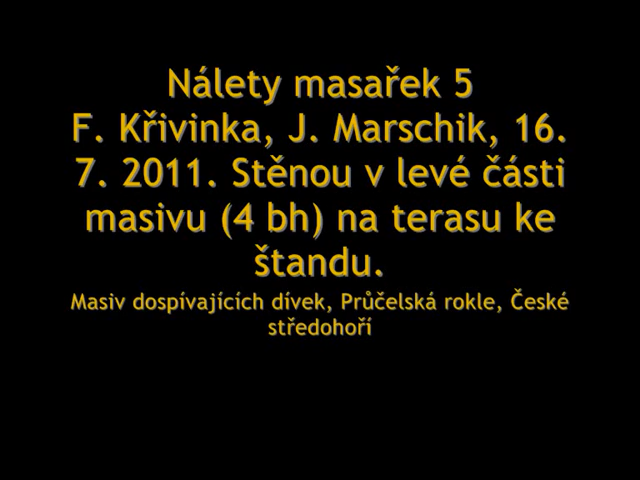 Nálety masařek 5
F. Křivinka, J. Marschik, 16.
7. 2011. Stěnou v levé části
masivu (4 bh) na terasu ke
štandu.
Masiv dospívajících dívek, Průčelská rokle, České
středohoří